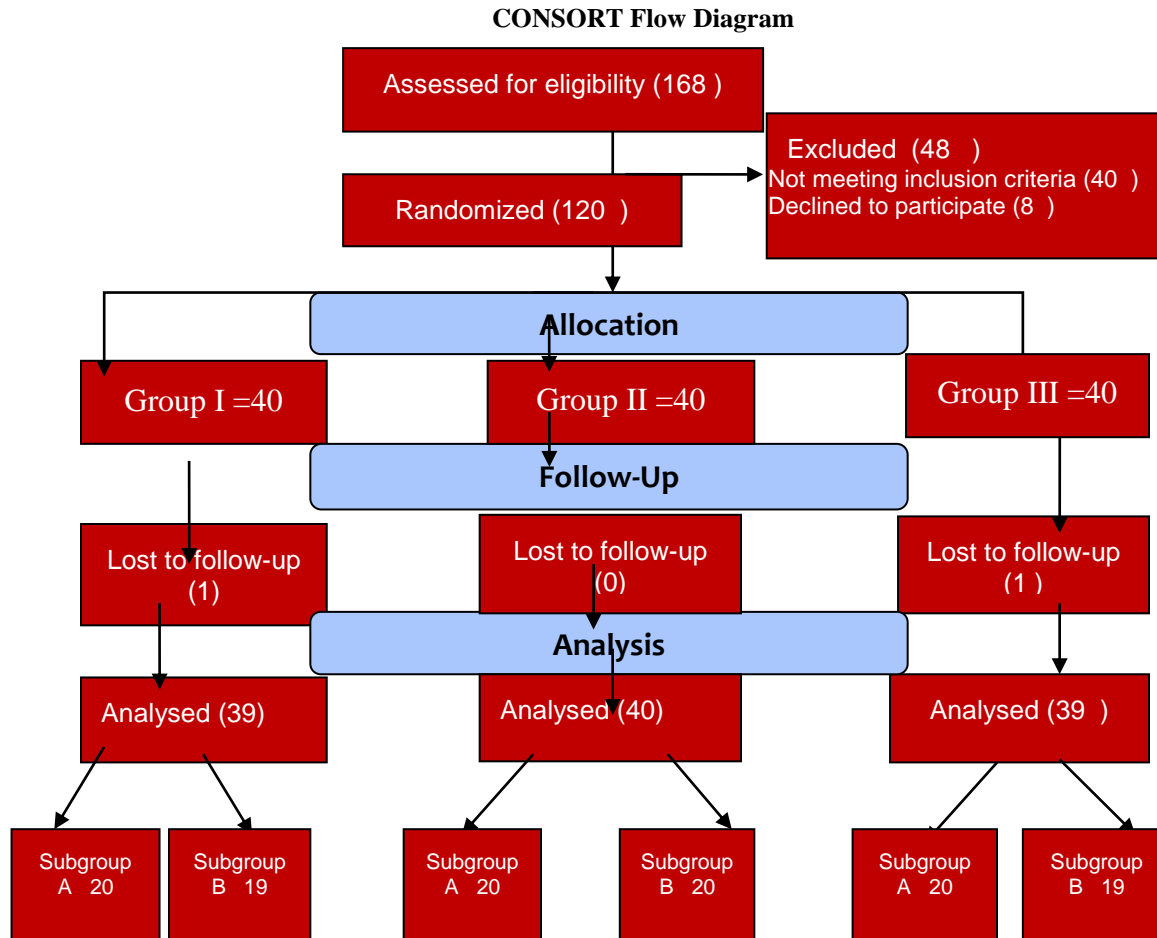 CONSORT Flow Diagram
Assessed for eligibility (168 )
Excluded (48 )
Not meeting inclusion criteria (40 )
Declined to participate (8 )
Randomized (120 )
Allocation
Group I =40
Group II =40
Group III =40
Follow-Up
Lost to follow-up
(1)
Lost to follow-up
(0)
Lost to follow-up
(1 )
Analysis
Analysed (39)
Analysed (40)
Analysed (39 )
Subgroup
A 20
Subgroup
B 19
Subgroup
A 20
Subgroup
B 20
Subgroup
A 20
Subgroup
B 19